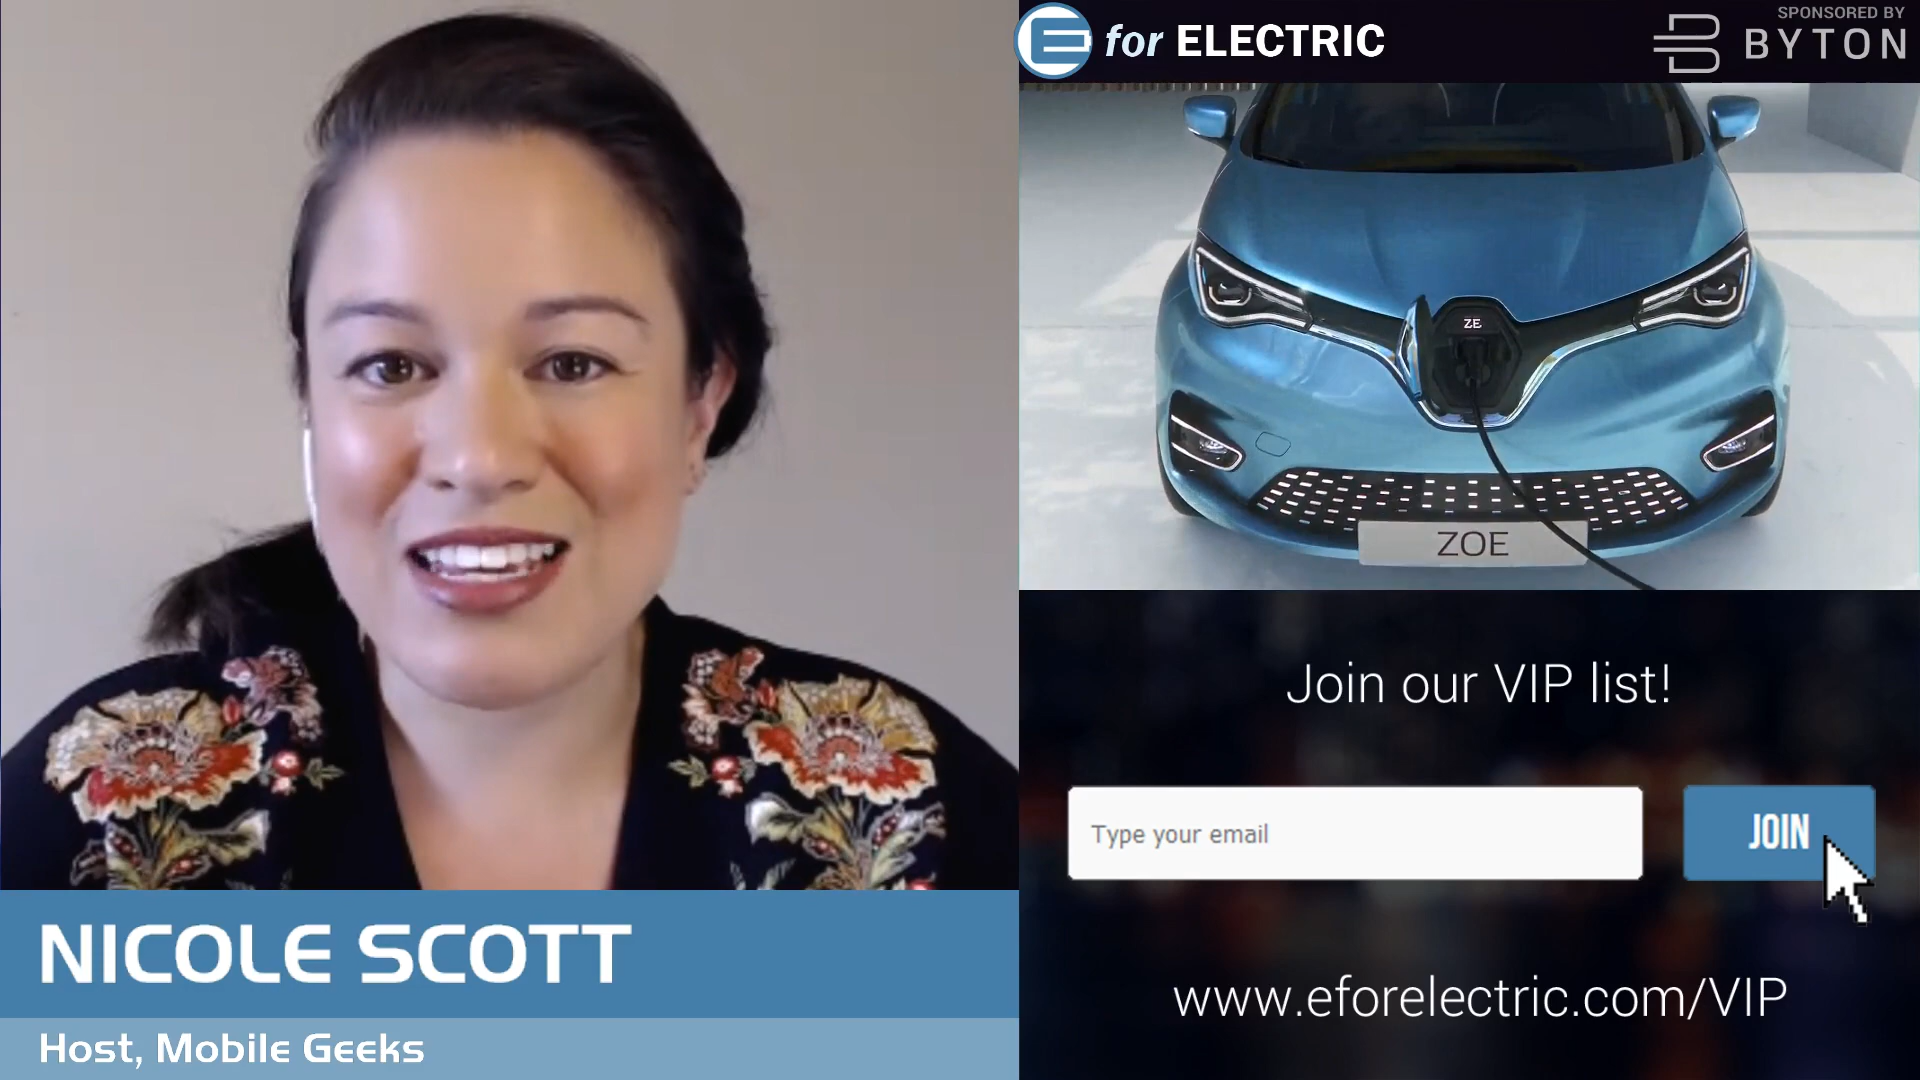 for ELECTRIC
SPONSORED BY
BYTON
ZE
ZOE
Join our VIP list!
Type your email
JOIN
www.eforelectric.com/VIP
NICOLE SCOTT
Host, Mobile Geeks